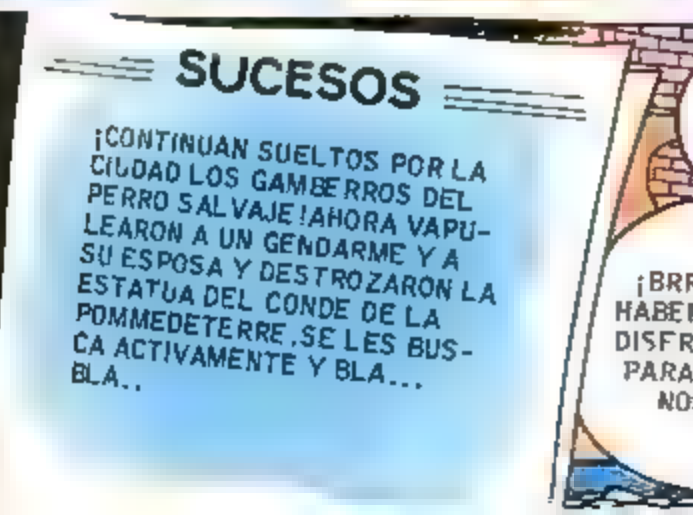 SUCESOS
¡CONTINUAN SUELTOS POR LA
CIUDAD LOS GAMBERROS DEL
PERRO SALVAJE!AHORA VAPU-
LEARON A UN GENDARME Y A
SU ESPOSA Y DESTROZARON LA
ESTATUA DEL CONDE DE LA
POMMEDETERRE.SE LES BUS-
CA ACTIVAMENTE Y BLA...
BLA..
¡BRR
HABE
DISFR
PARA
NO